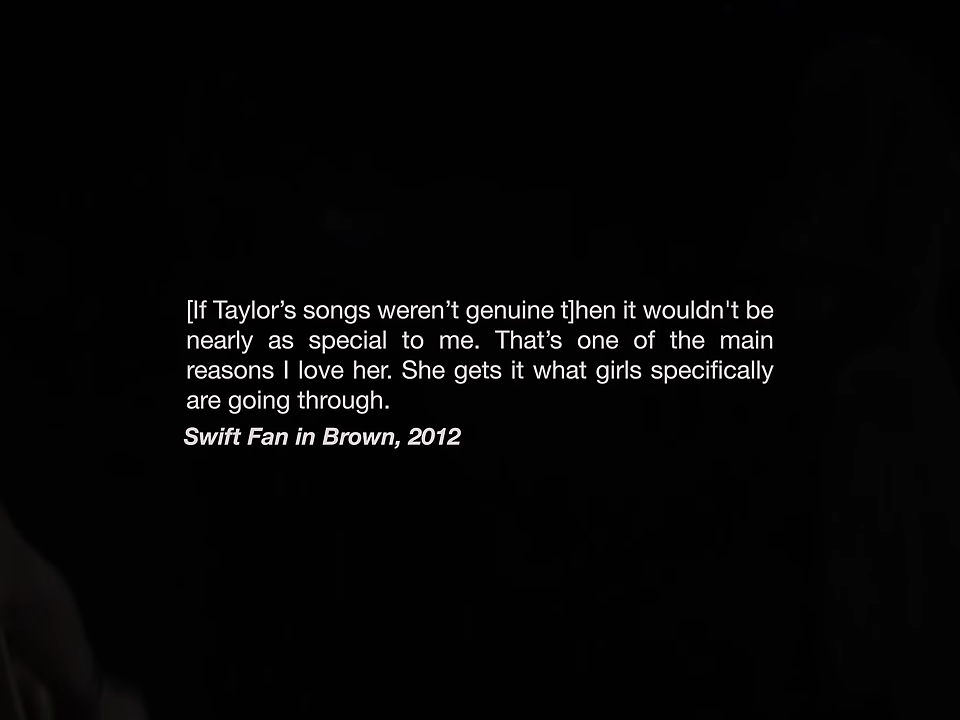 [If Taylor’s songs weren’t genuine t]hen it wouldn't be
nearly as special to me. That’s one of the main
reasons I love her. She gets it what girls specifically
are going through.
Swift Fan in Brown, 2012